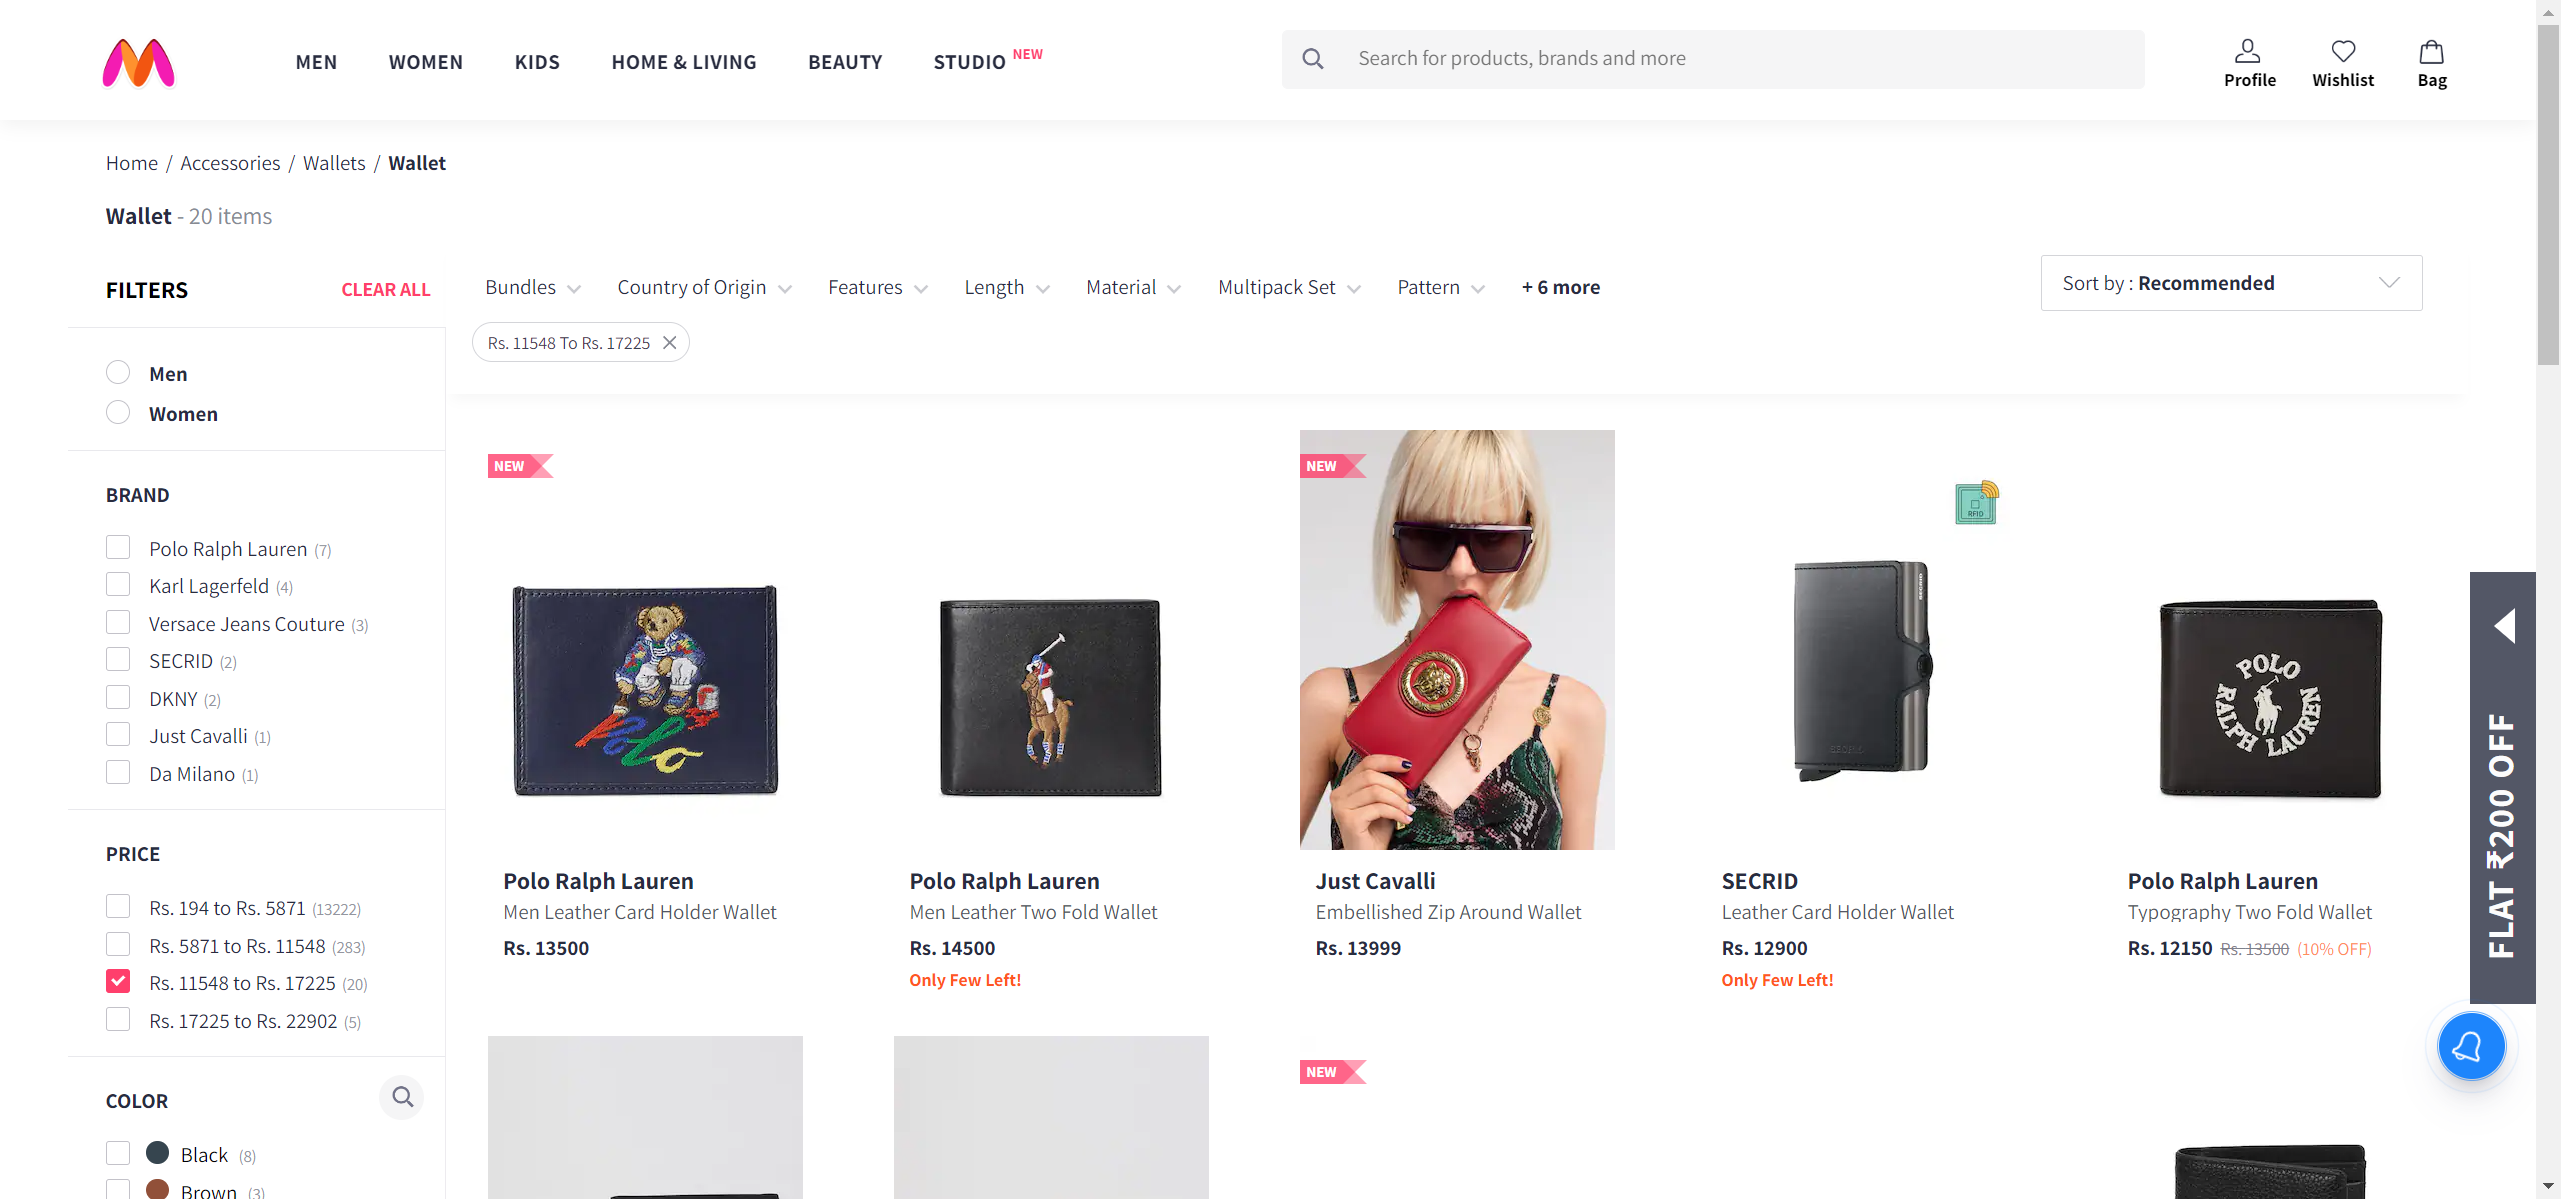 MEN WOMEN KIDS HOME & LIVING BEAUTY STUDIO NEW
Search for products, brands and more
Profile Wishlist Bag
Home / Accessories / Wallets / Wallet
Wallet - 20 items
FILTERS CLEAR ALL
Bundles Country of Origin Features Length Material Multipack Set Pattern + 6 more
Sort by : Recommended
Rs. 11548 To Rs. 17225
Men
Women
BRAND
Polo Ralph Lauren (7)
Karl Lagerfeld (4)
Versace Jeans Couture (3)
SECRID (2)
DKNY (2)
Just Cavalli (1)
Da Milano (1)
PRICE
Rs. 194 to Rs. 5871 (13222)
Rs. 5871 to Rs. 11548 (283)
Rs. 11548 to Rs. 17225 (20)
Rs. 17225 to Rs. 22902 (5)
COLOR
Black (8)
Brown (3)
NEW
Polo
Polo Ralph Lauren
Men Leather Card Holder Wallet
Rs. 13500
Polo Ralph Lauren
Men Leather Two Fold Wallet
Rs. 14500
Only Few Left!
NEW
Just Cavalli
Embellished Zip Around Wallet
Rs. 13999
RFID
SECRID
SECRID
Leather Card Holder Wallet
Rs. 12900
Only Few Left!
POLO
RALPH LAUREN
Polo Ralph Lauren
Typography Two Fold Wallet
Rs. 12150 Rs. 13500 (10% OFF)
NEW
FLAT ₹200 OFF